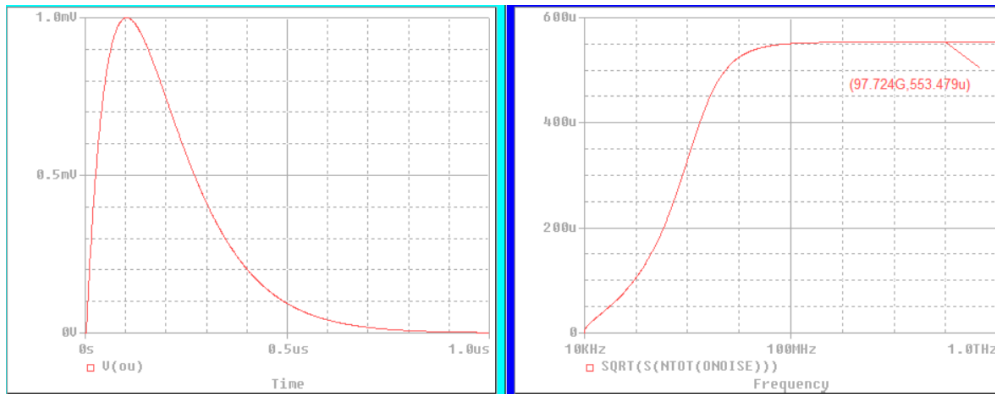 1.0mV
0.5mV
0V
0s
0.5us
1.0us
V(ou)
Time
600u
400u
200u
0
(97.724G,553.479u)
10KHz
100MHz
1.0THz
SQRT(S(NTOT(ONOISE)))
Frequency